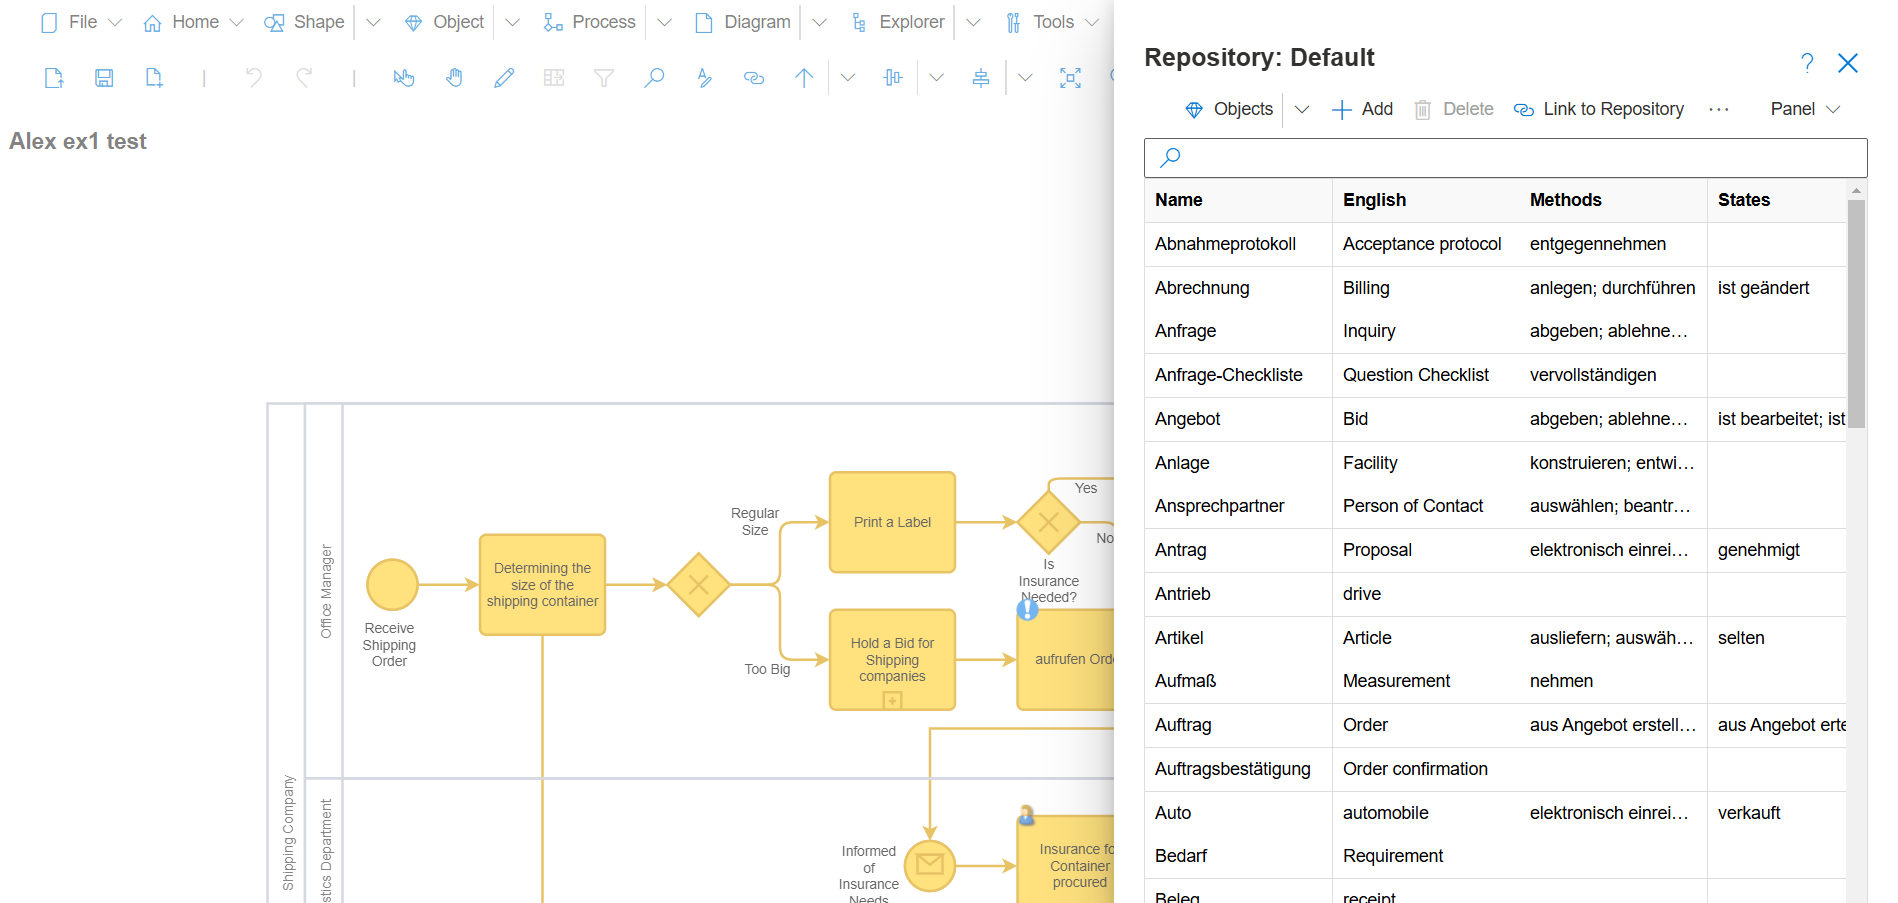 File
Home
Shape
Object
Process
Diagram
Explorer
Tools
Alex ex1 test
Repository: Default
Objects
Add
Delete
Link to Repository
Panel
Name English Methods States
Abnahmeprotokoll Acceptance protocol entgegennehmen
Abrechnung Billing anlegen; durchführen ist geändert
Anfrage Inquiry abgeben; ablehne…
Anfrage-Checkliste Question Checklist vervollständigen
Angebot Bid abgeben; ablehne… ist bearbeitet; ist
Anlage Facility konstruieren; entwi…
Ansprechpartner Person of Contact auswählen; beantr…
Antrag Proposal elektronisch einrei… genehmigt
Antrieb drive
Artikel Article ausliefern; auswäh… selten
Aufmaß Measurement nehmen
Auftrag Order aus Angebot erstell… aus Angebot erte
Auftragsbestätigung Order confirmation
Auto automobile elektronisch einrei… verkauft
Bedarf Requirement
Beleg receipt
Shipping Company
Office Manager
Receive
Shipping
Order
Determining the
size of the
shipping container
Regular
Size
Too Big
Print a Label
Hold a Bid for
Shipping
companies
Yes
No
Is
Insurance
Needed?
aufrufen Orde
stics Department
Informed
of
Insurance
Needs
Insurance fo
Container
procured